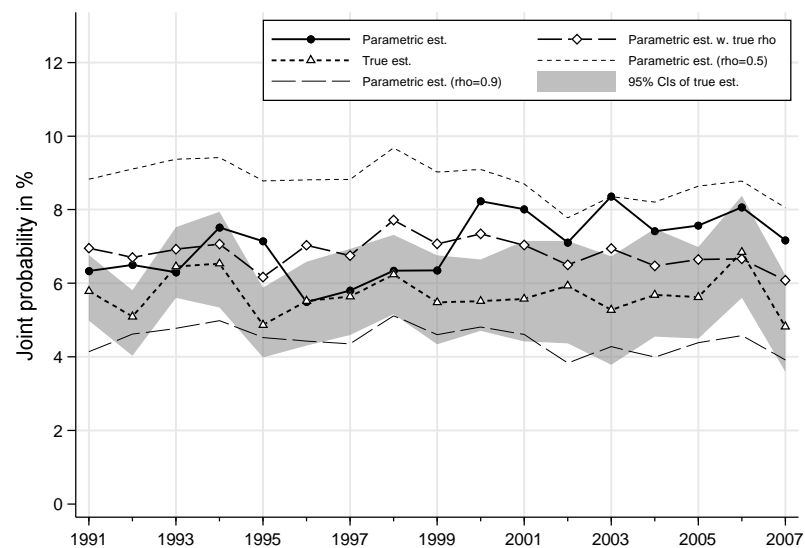 Parametric est.
True est.
Parametric est. (rho=0.9)
Parametric est. w. true rho
Parametric est. (rho=0.5)
95% CIs of true est.
Joint probability in %
12
10
8
6
4
2
0
1991 1993 1995 1997 1999 2001 2003 2005 2007